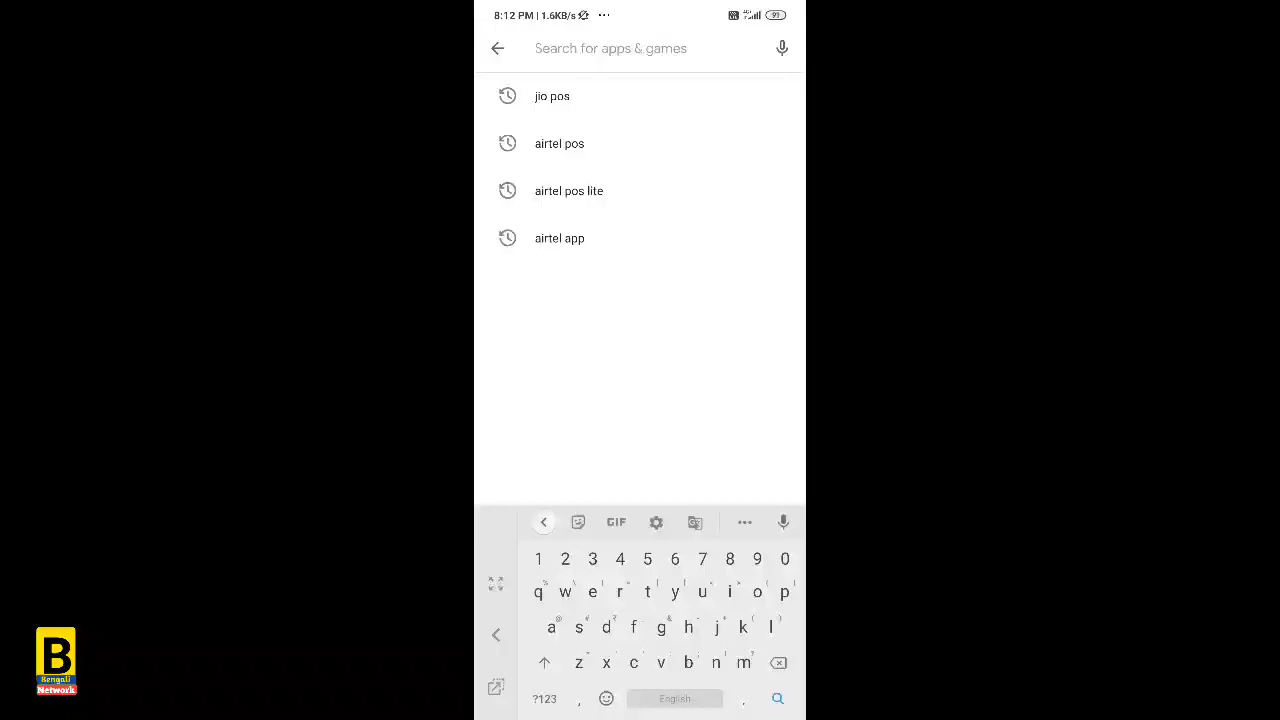 8:12 PM | 1.6KB/s ... 91
Search for apps & games
jio pos
airtel pos
airtel pos lite
airtel app
GIF
1 2 3 4 5 6 7 8 9 0
q w e r t y u i o p
a s d f g h j k l
z x c v b n m
?123 , English .
B
Bengali
Network